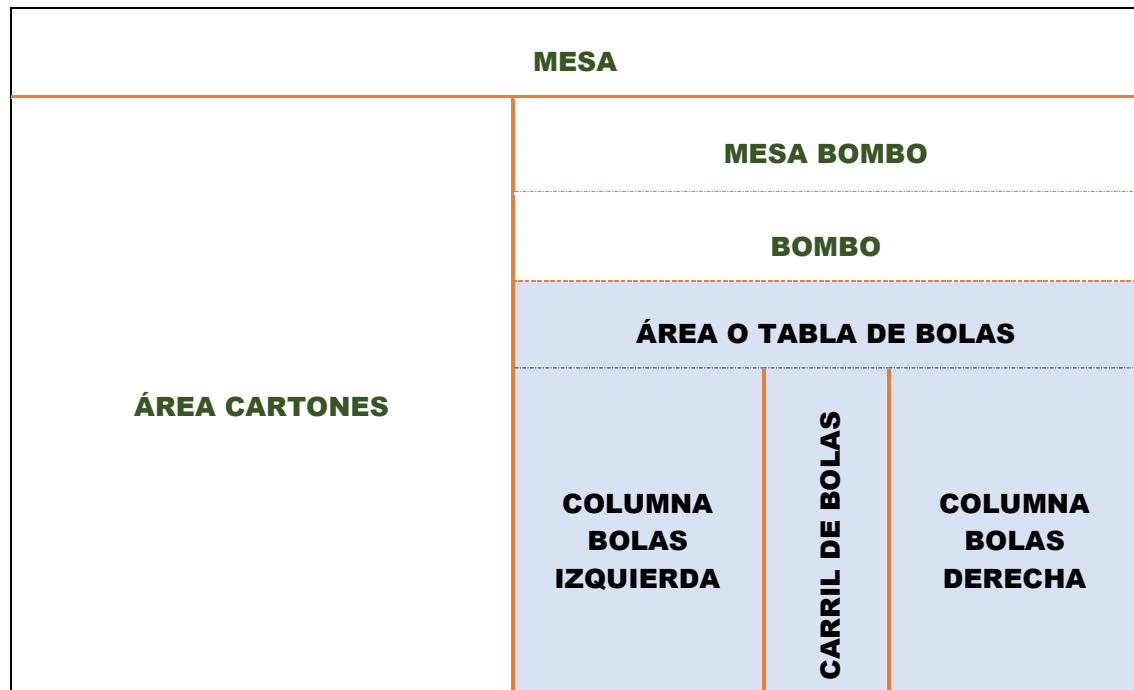 MESA
MESA BOMBO
BOMBO
ÁREA O TABLA DE BOLAS
ÁREA CARTONES
COLUMNA
BOLAS
IZQUIERDA
CARRIL DE BOLAS
COLUMNA
BOLAS
DERECHA